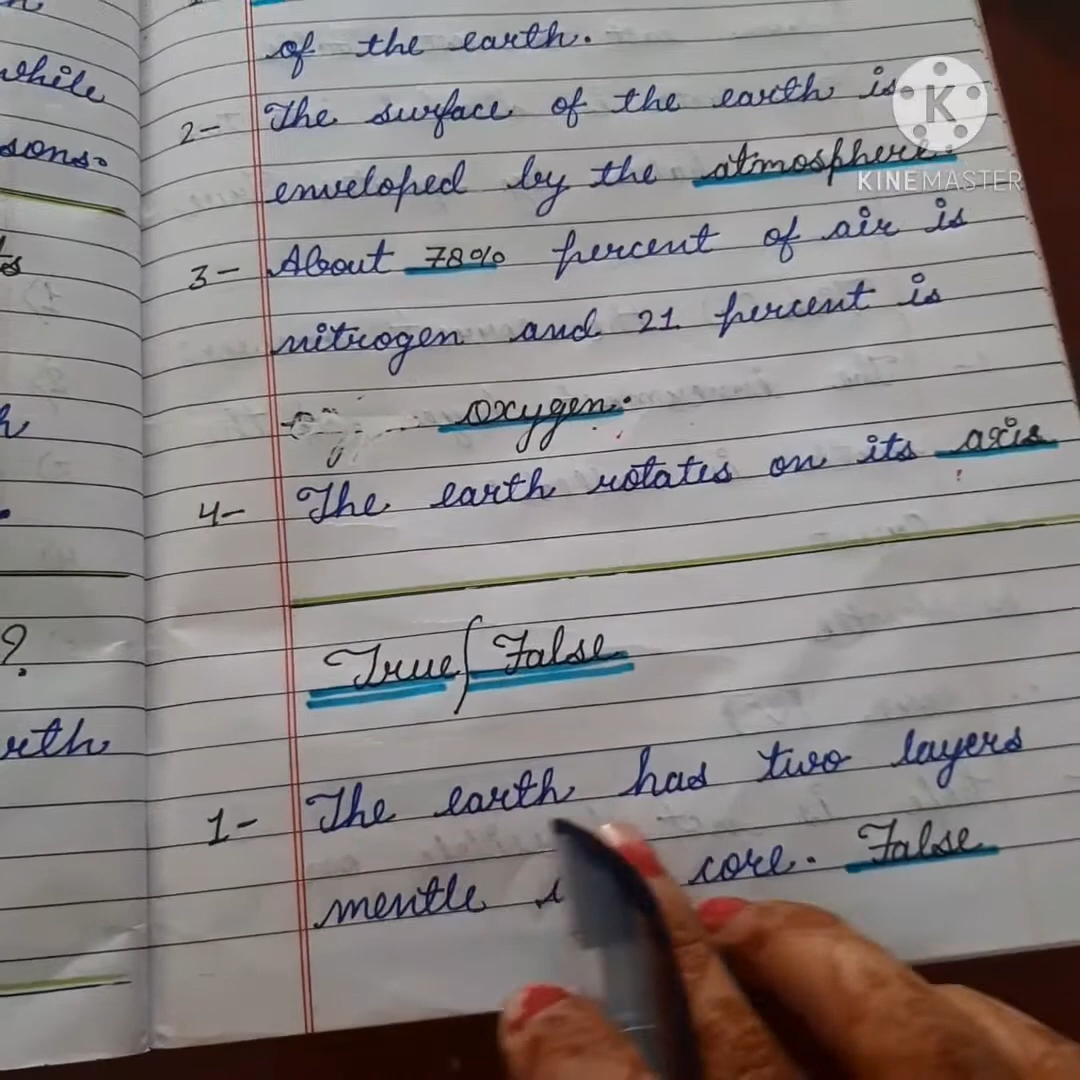 while
sons.
?
of the earth.
2- The surface of the earth is
enveloped by the atmosphere.
3- About 78% percent of air is
nitrogen and 21 percent is
oxygen.
4- The earth rotates on its axis
True/False
1- The earth has two layers
mentle core. False
K
KINEMASTER